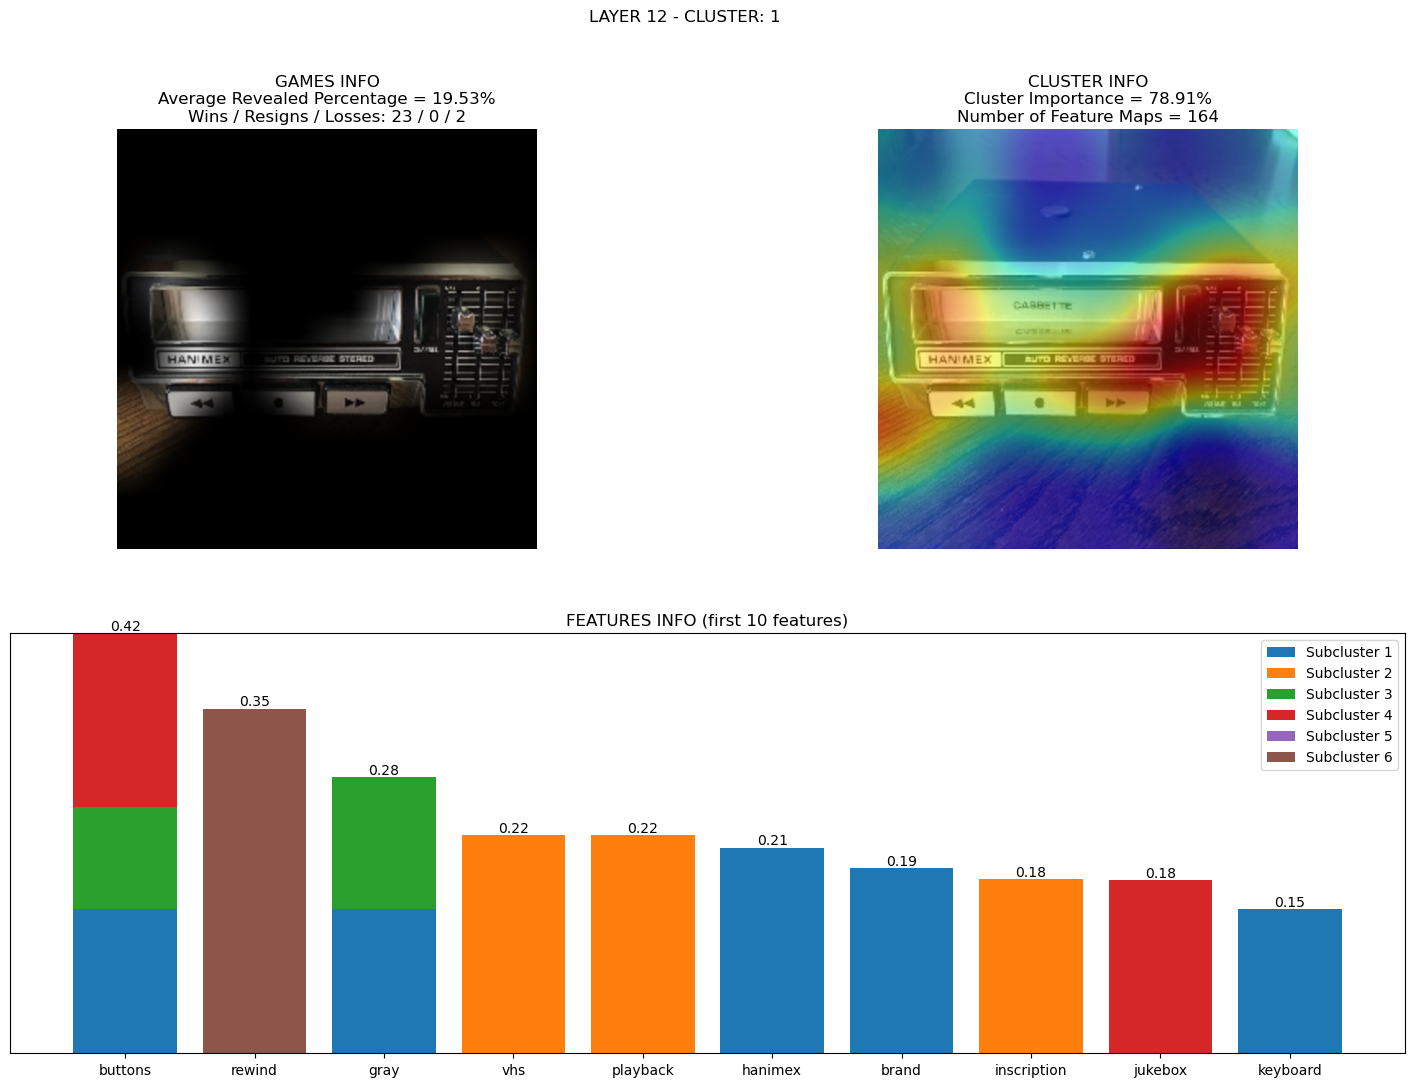 LAYER 12 - CLUSTER: 1
GAMES INFO
Average Revealed Percentage = 19.53%
Wins / Resigns / Losses: 23 / 0 / 2
CLUSTER INFO
Cluster Importance = 78.91%
Number of Feature Maps = 164
HANIMEX
AUTO REVERSE STEREO
CASSETTE
HANIMEX
AUTO REVERSE STEREO
FEATURES INFO (first 10 features)
0.42
0.35
0.28
0.22
0.22
0.21
0.19
0.18
0.18
0.15
Subcluster 1
Subcluster 2
Subcluster 3
Subcluster 4
Subcluster 5
Subcluster 6
buttons
rewind
gray
vhs
playback
hanimex
brand
inscription
jukebox
keyboard